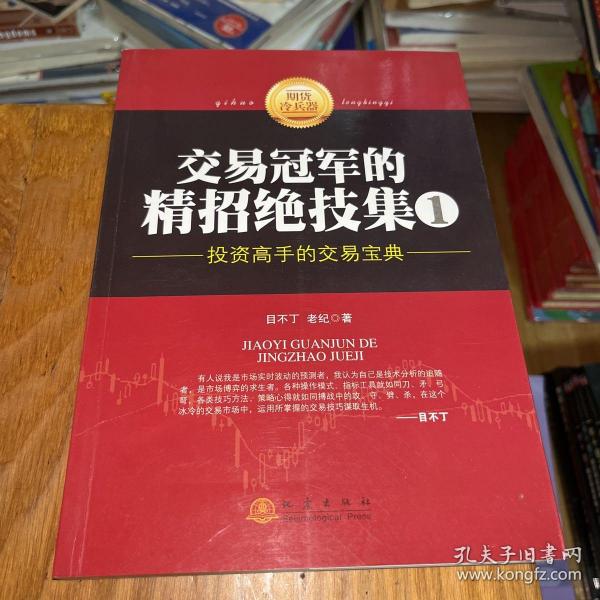 期货
冷兵器
qihuo lengbingqi
交易冠军的
精招绝技集1
投资高手的交易宝典
目不丁 老纪◎著
JIAOYI GUANJUN DE
JINGZHAO JUEJI
有人说我是市场实时波动的预测者，我认为自己是技术分析的追随
者，是市场博弈的求生者。各种操作模式、指标工具就如同刀、矛、弓
弩，各类技巧方法、策略心得就如同搏战中的攻、守、劈、杀，在这个
冰冷的交易市场中，运用所掌握的交易技巧谋取生机。
——目不丁
地震出版社
Seismological Press
孔夫子旧书网
www.kongfz.com